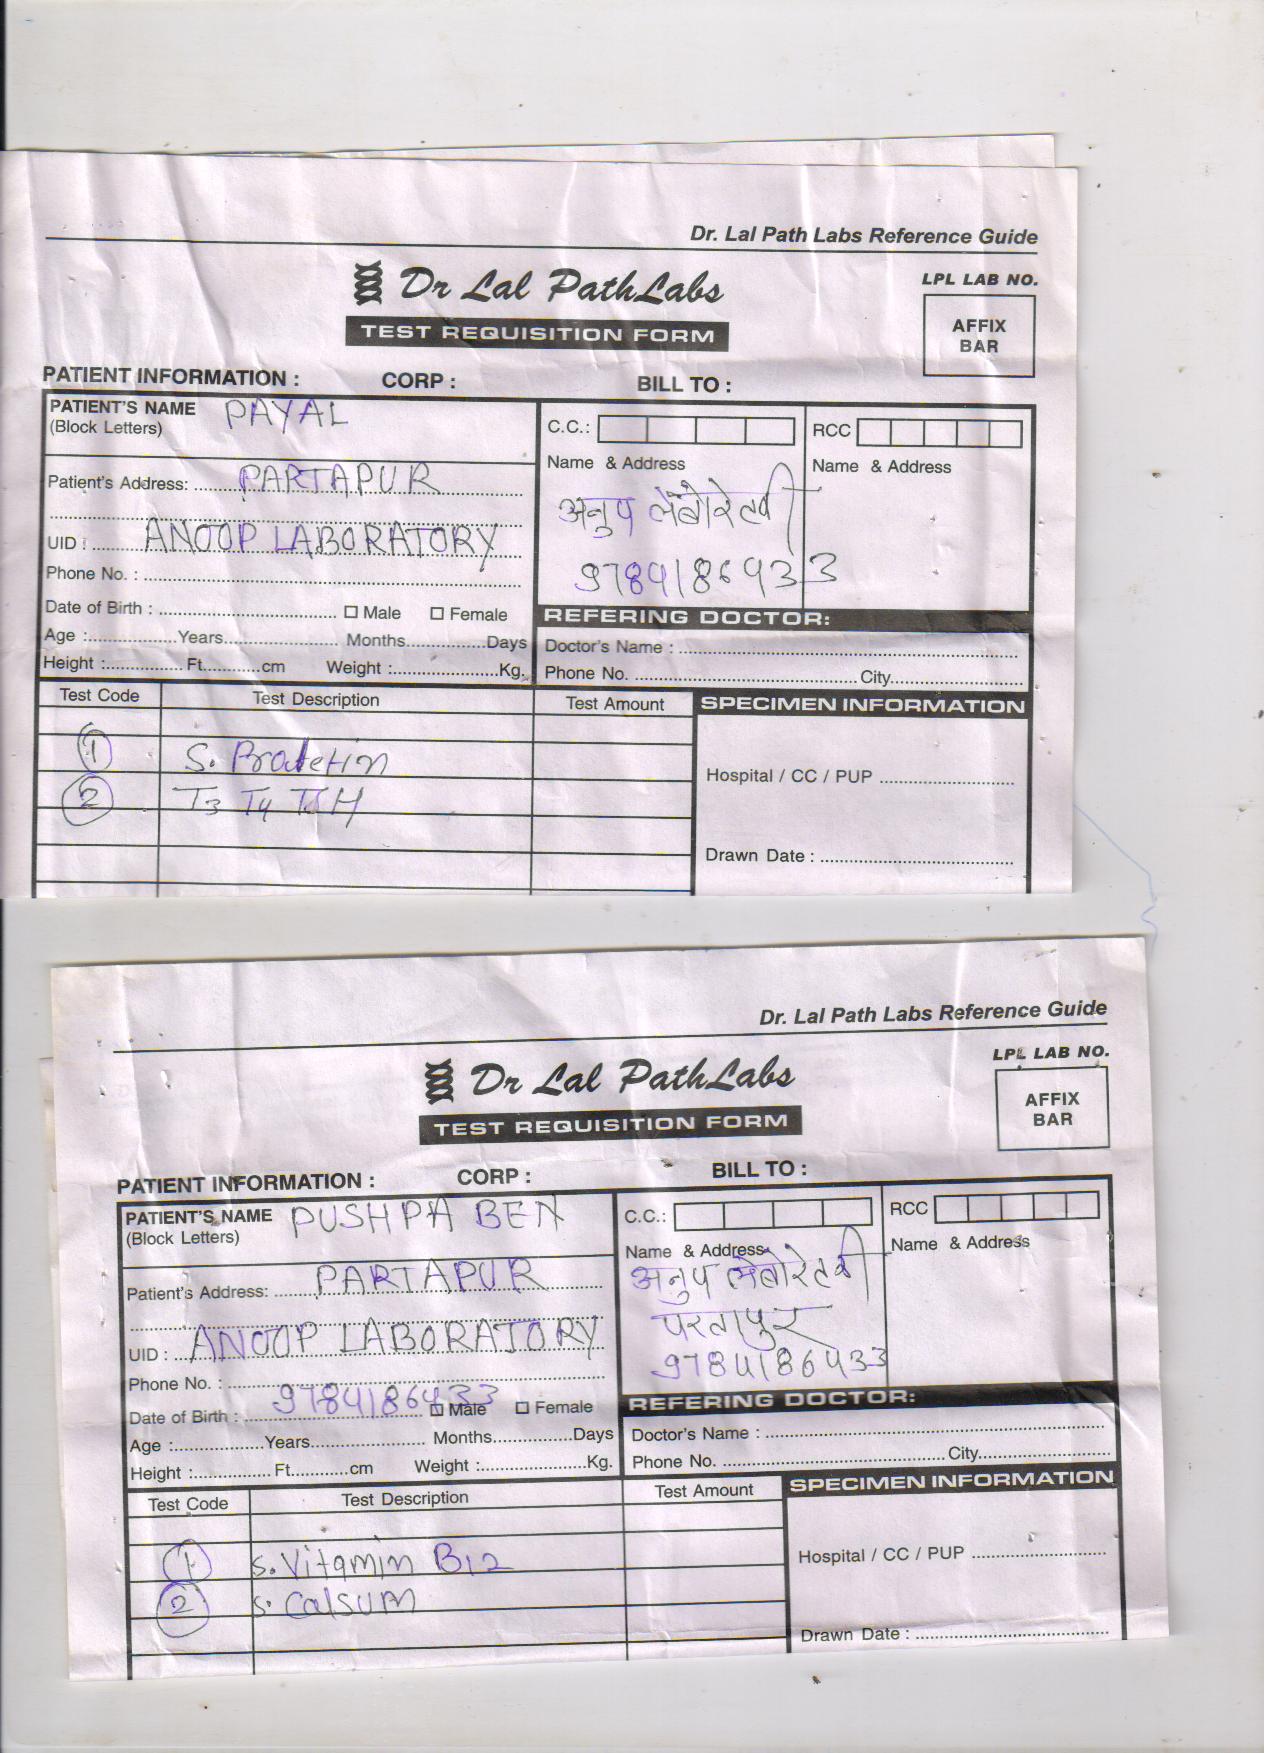 Dr. Lal Path Labs Reference Guide
Dr Lal PathLabs
LPL LAB NO.
TEST REQUISITION FORM
AFFIX
BAR
PATIENT INFORMATION : CORP : BILL TO :
PATIENT'S NAME PAYAL
(Block Letters)
C.C.: RCC
Name & Address Name & Address
Patient's Address: PARTAPUR
अनुप लेबोरेटरी
UID : ANOOP LABORATORY
Phone No. :
9784186433
Date of Birth : Male Female
REFERING DOCTOR:
Age : Years Months Days
Doctor's Name :
Height : Ft. cm Weight : Kg.
Phone No. City
Test Code Test Description Test Amount
SPECIMEN INFORMATION
1 S. Prolactin
Hospital / CC / PUP
2 T3 T4 TSH
Drawn Date :
Dr. Lal Path Labs Reference Guide
Dr Lal PathLabs
LPL LAB NO.
TEST REQUISITION FORM
AFFIX
BAR
PATIENT INFORMATION : CORP : BILL TO :
PATIENT'S NAME PUSHPA BEN
(Block Letters)
C.C.: RCC
Name & Address Name & Address
Patient's Address: PARTAPUR
अनुप लेबोरेटरी
परतापुर
UID : ANOOP LABORATORY
9784186433
Phone No. :
9784186433
Date of Birth : Male Female
REFERING DOCTOR:
Age : Years Months Days
Doctor's Name :
Height : Ft. cm Weight : Kg.
Phone No. City
Test Code Test Description Test Amount
SPECIMEN INFORMATION
1 S. Vitamin B12
Hospital / CC / PUP
2 S. Calsum
Drawn Date :